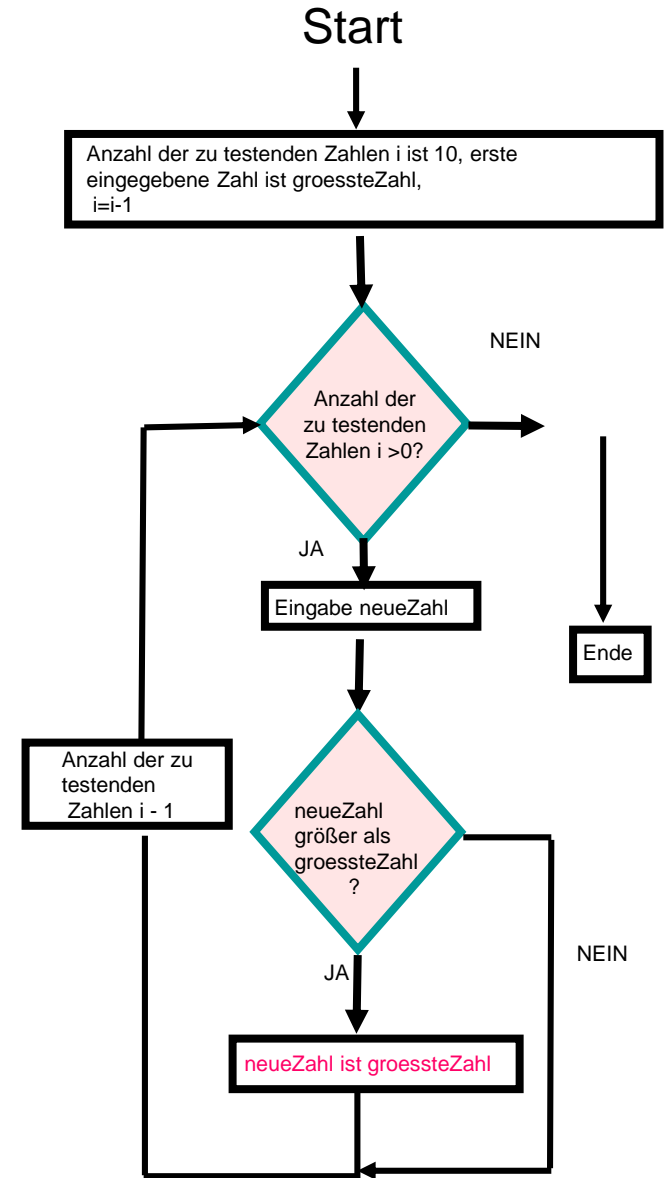 Start
Anzahl der zu testenden Zahlen i ist 10, erste
eingegebene Zahl ist groessteZahl,
i=i-1
NEIN
Anzahl der
zu testenden
Zahlen i >0?
JA
Eingabe neueZahl
Ende
Anzahl der zu
testenden
Zahlen i - 1
neueZahl
größer als
groessteZahl
?
NEIN
JA
neueZahl ist groessteZahl